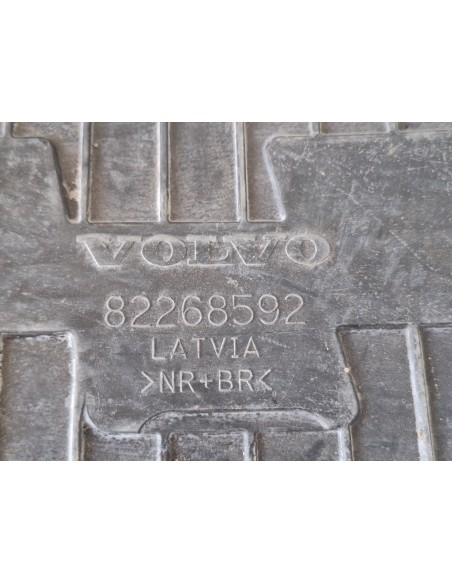 VOLVO
82268592
LATVIA
>NR+BR<